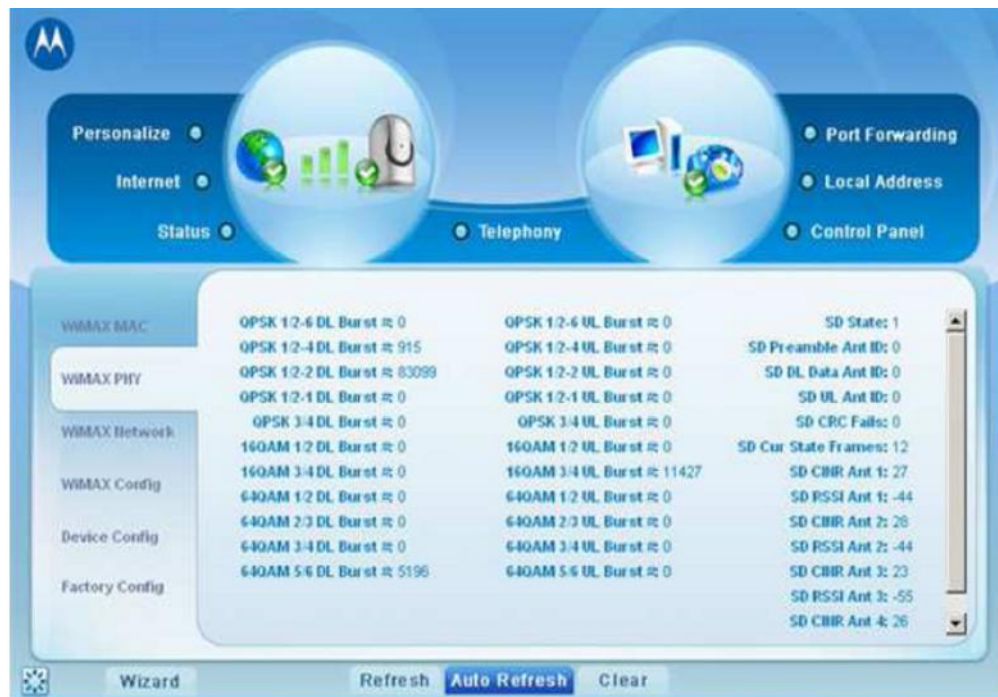 Personalize
Internet
Status
Telephony
Port Forwarding
Local Address
Control Panel
WiMAX MAC
WiMAX PHY
WiMAX Network
WiMAX Config
Device Config
Factory Config
QPSK 1/2-6 DL Burst #: 0
QPSK 1/2-4 DL Burst #: 915
QPSK 1/2-2 DL Burst #: 83099
QPSK 1/2-1 DL Burst #: 0
QPSK 3/4 DL Burst #: 0
16QAM 1/2 DL Burst #: 0
16QAM 3/4 DL Burst #: 0
64QAM 1/2 DL Burst #: 0
64QAM 2/3 DL Burst #: 0
64QAM 3/4 DL Burst #: 0
64QAM 5/6 DL Burst #: 5196
QPSK 1/2-6 UL Burst #: 0
QPSK 1/2-4 UL Burst #: 0
QPSK 1/2-2 UL Burst #: 0
QPSK 1/2-1 UL Burst #: 0
QPSK 3/4 UL Burst #: 0
16QAM 1/2 UL Burst #: 0
16QAM 3/4 UL Burst #: 11427
64QAM 1/2 UL Burst #: 0
64QAM 2/3 UL Burst #: 0
64QAM 3/4 UL Burst #: 0
64QAM 5/6 UL Burst #: 0
SD State: 1
SD Preamble Ant ID: 0
SD DL Data Ant ID: 0
SD UL Ant ID: 0
SD CRC Fails: 0
SD Cur State Frames: 12
SD CINR Ant 1: 27
SD RSSI Ant 1: -44
SD CINR Ant 2: 28
SD RSSI Ant 2: -44
SD CINR Ant 3: 23
SD RSSI Ant 3: -55
SD CINR Ant 4: 26
Wizard
Refresh
Auto Refresh
Clear